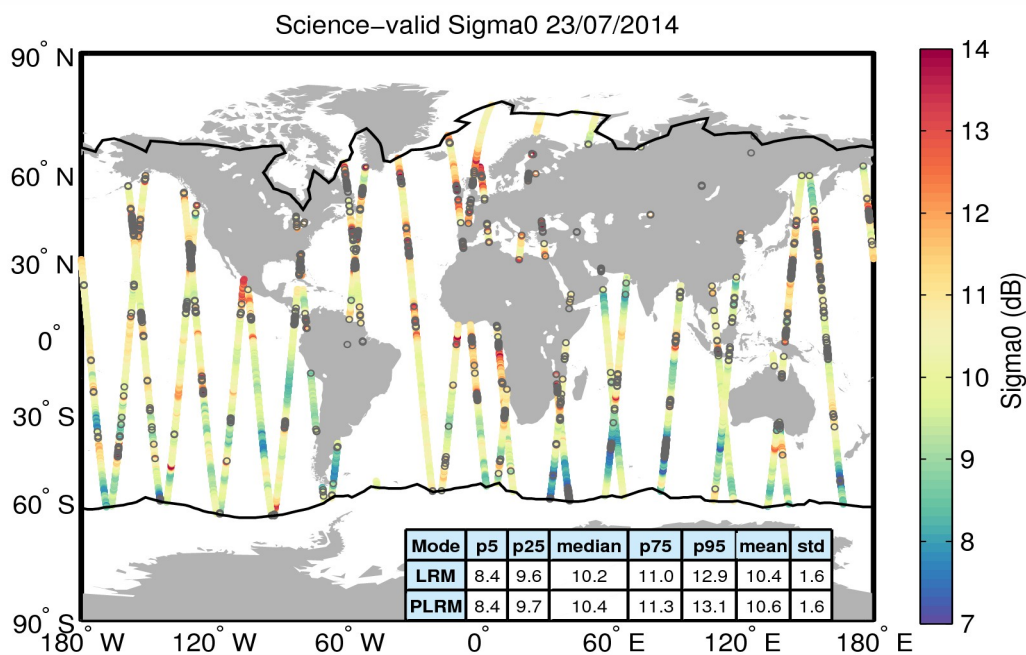 Science−valid Sigma0 23/07/2014
90° N
60° N
30° N
0°
30° S
60° S
90° S
180° W 120° W 60° W 0° 60° E 120° E 180° E
14
13
12
11
10
9
8
7
Sigma0 (dB)
Mode p5 p25 median p75 p95 mean std
LRM 8.4 9.6 10.2 11.0 12.9 10.4 1.6
PLRM 8.4 9.7 10.4 11.3 13.1 10.6 1.6